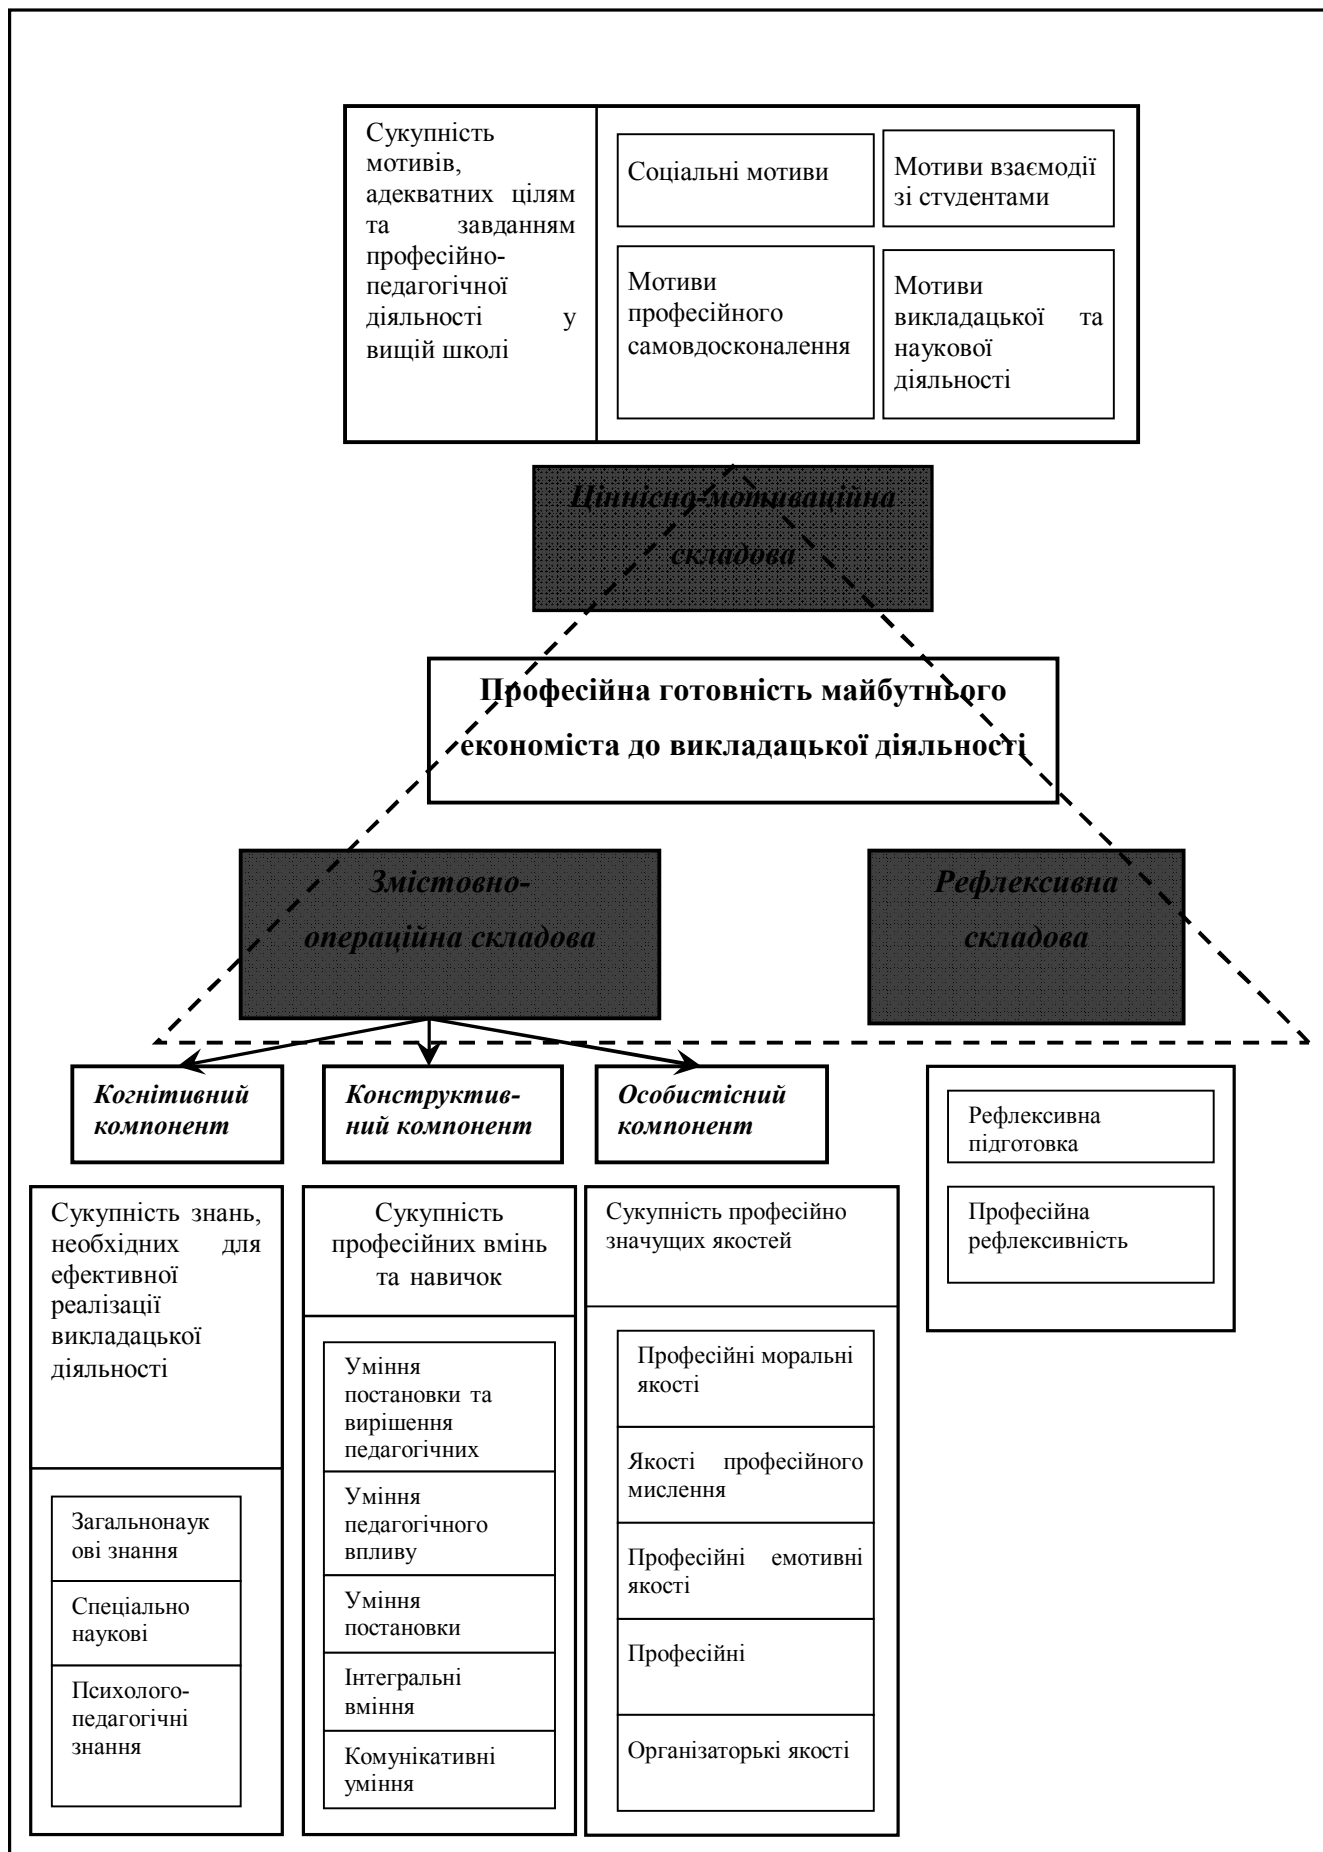 Сукупність
мотивів,
адекватних цілям
та завданням
професійно-
педагогічної
діяльності у
вищій школі
Соціальні мотиви
Мотиви взаємодії
зі студентами
Мотиви
професійного
самовдосконалення
Мотиви
викладацької та
наукової
діяльності
Ціннісно-мотиваційна
складова
Професійна готовність майбутнього
економіста до викладацької діяльності
Змістовно-
операційна складова
Рефлексивна
складова
Когнітивний
компонент
Конструктив-
ний компонент
Особистісний
компонент
Рефлексивна
підготовка
Професійна
рефлексивність
Сукупність знань,
необхідних для
ефективної
реалізації
викладацької
діяльності
Загальнонаук
ові знання
Спеціально
наукові
Психолого-
педагогічні
знання
Сукупність
професійних вмінь
та навичок
Уміння
постановки та
вирішення
педагогічних
Уміння
педагогічного
впливу
Уміння
постановки
Інтегральні
вміння
Комунікативні
уміння
Сукупність професійно
значущих якостей
Професійні моральні
якості
Якості професійного
мислення
Професійні емотивні
якості
Професійні
Організаторькі якості